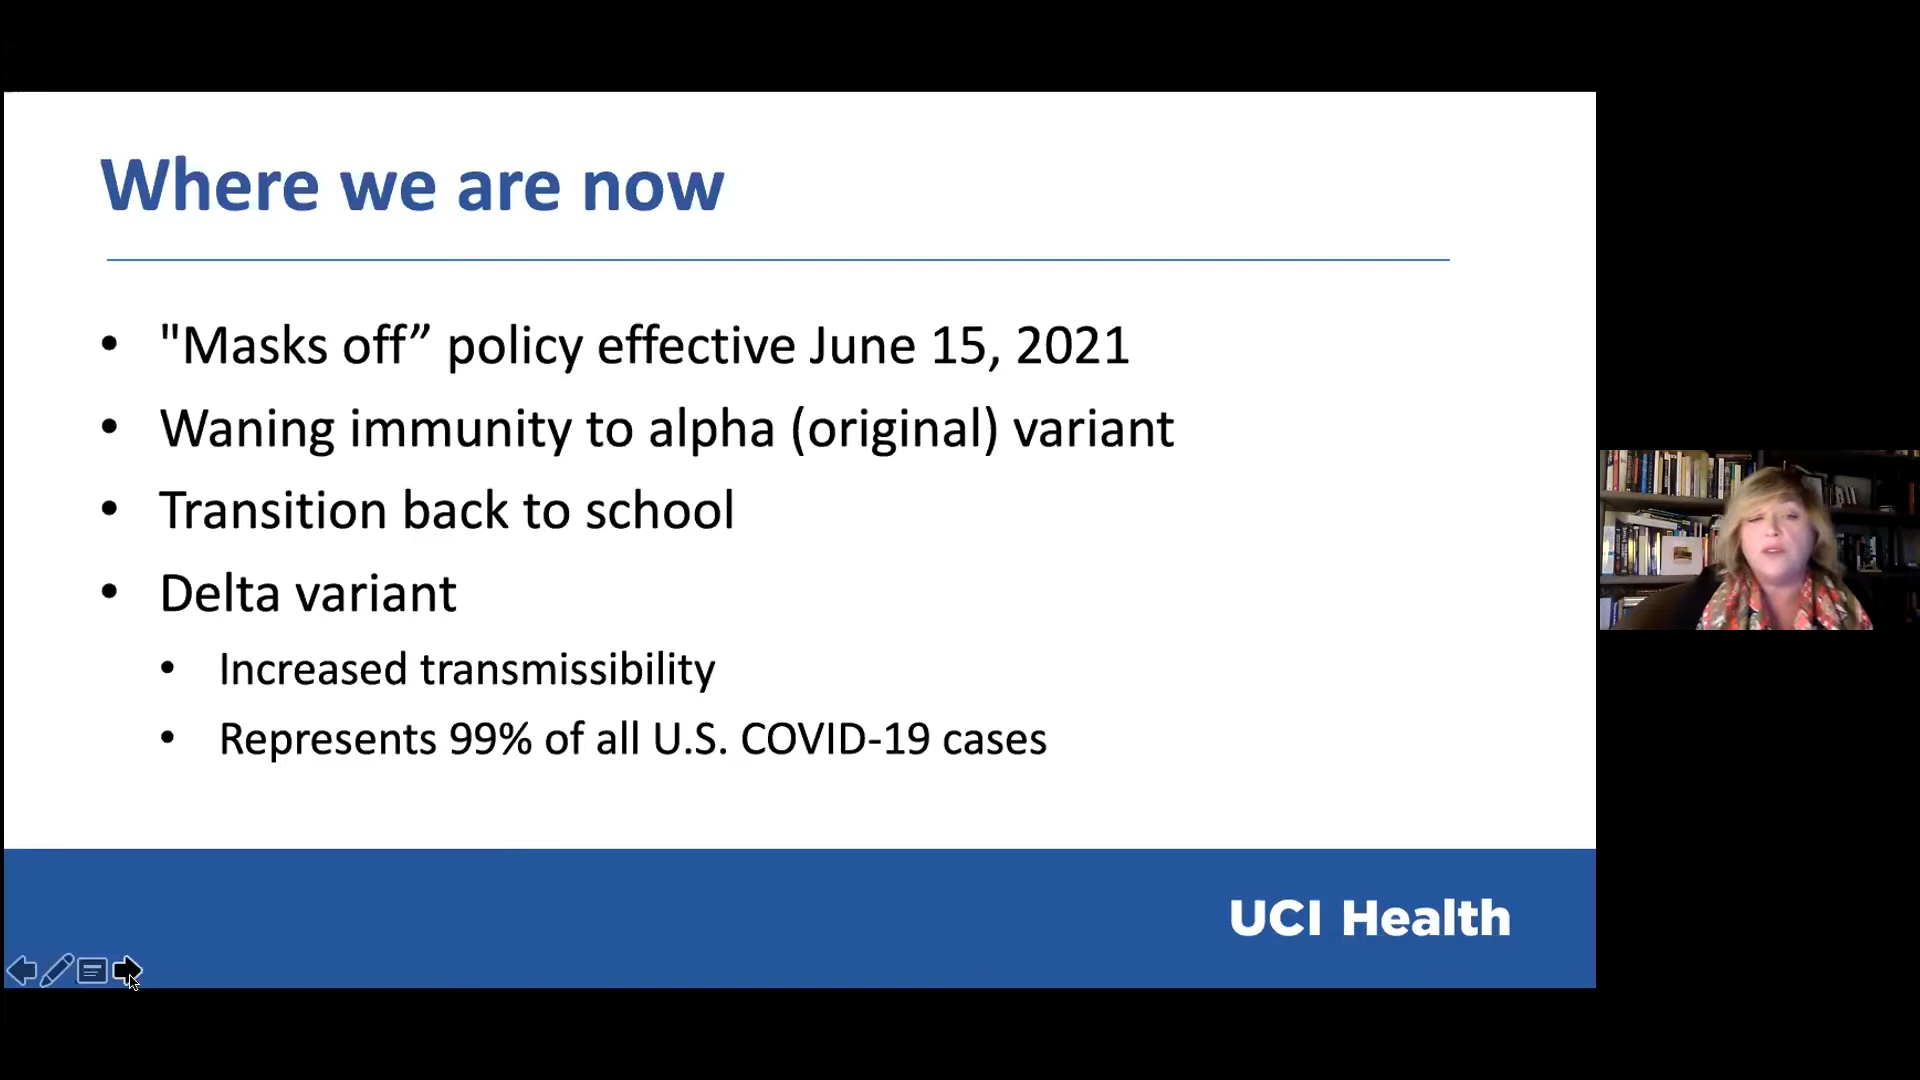 Where we are now
• "Masks off” policy effective June 15, 2021
• Waning immunity to alpha (original) variant
• Transition back to school
• Delta variant
• Increased transmissibility
• Represents 99% of all U.S. COVID-19 cases
UCI Health